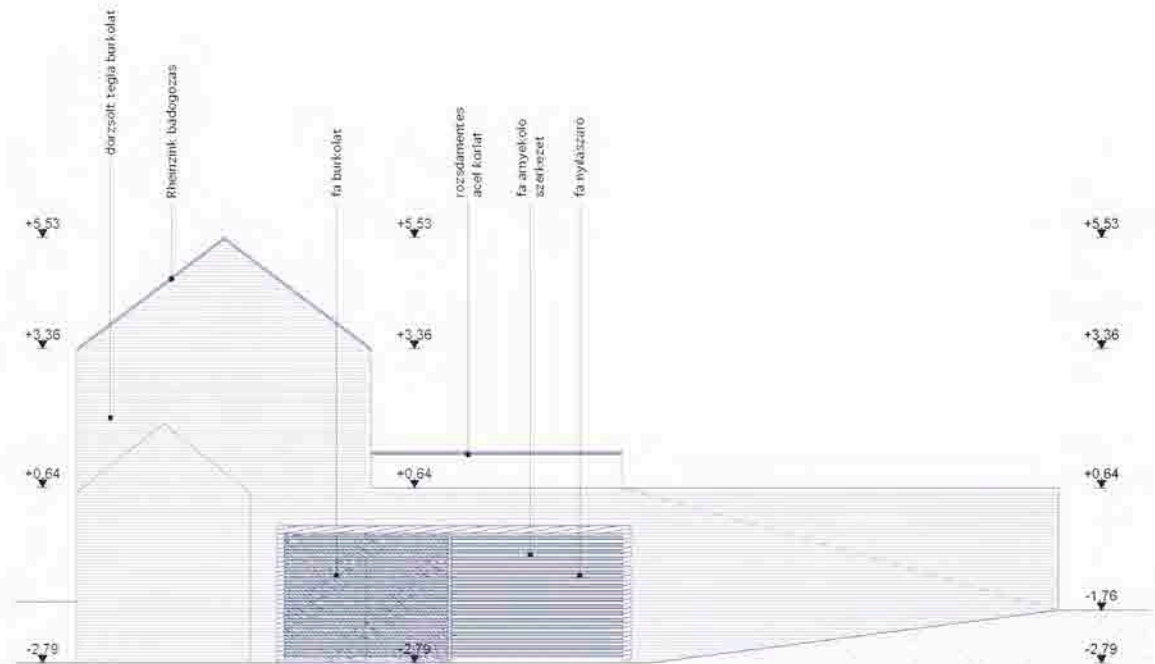 dörzsölt tégla burkolat
Rheinzink bádogozás
fa burkolat
rozsdamentes
acél korlát
fa árnyékoló
szerkezet
fa nyílászáró
+5,53
+5,53
+5,53
+3,36
+3,36
+3,36
+0,64
+0,64
+0,64
-1,76
-2,79
-2,79
-2,79